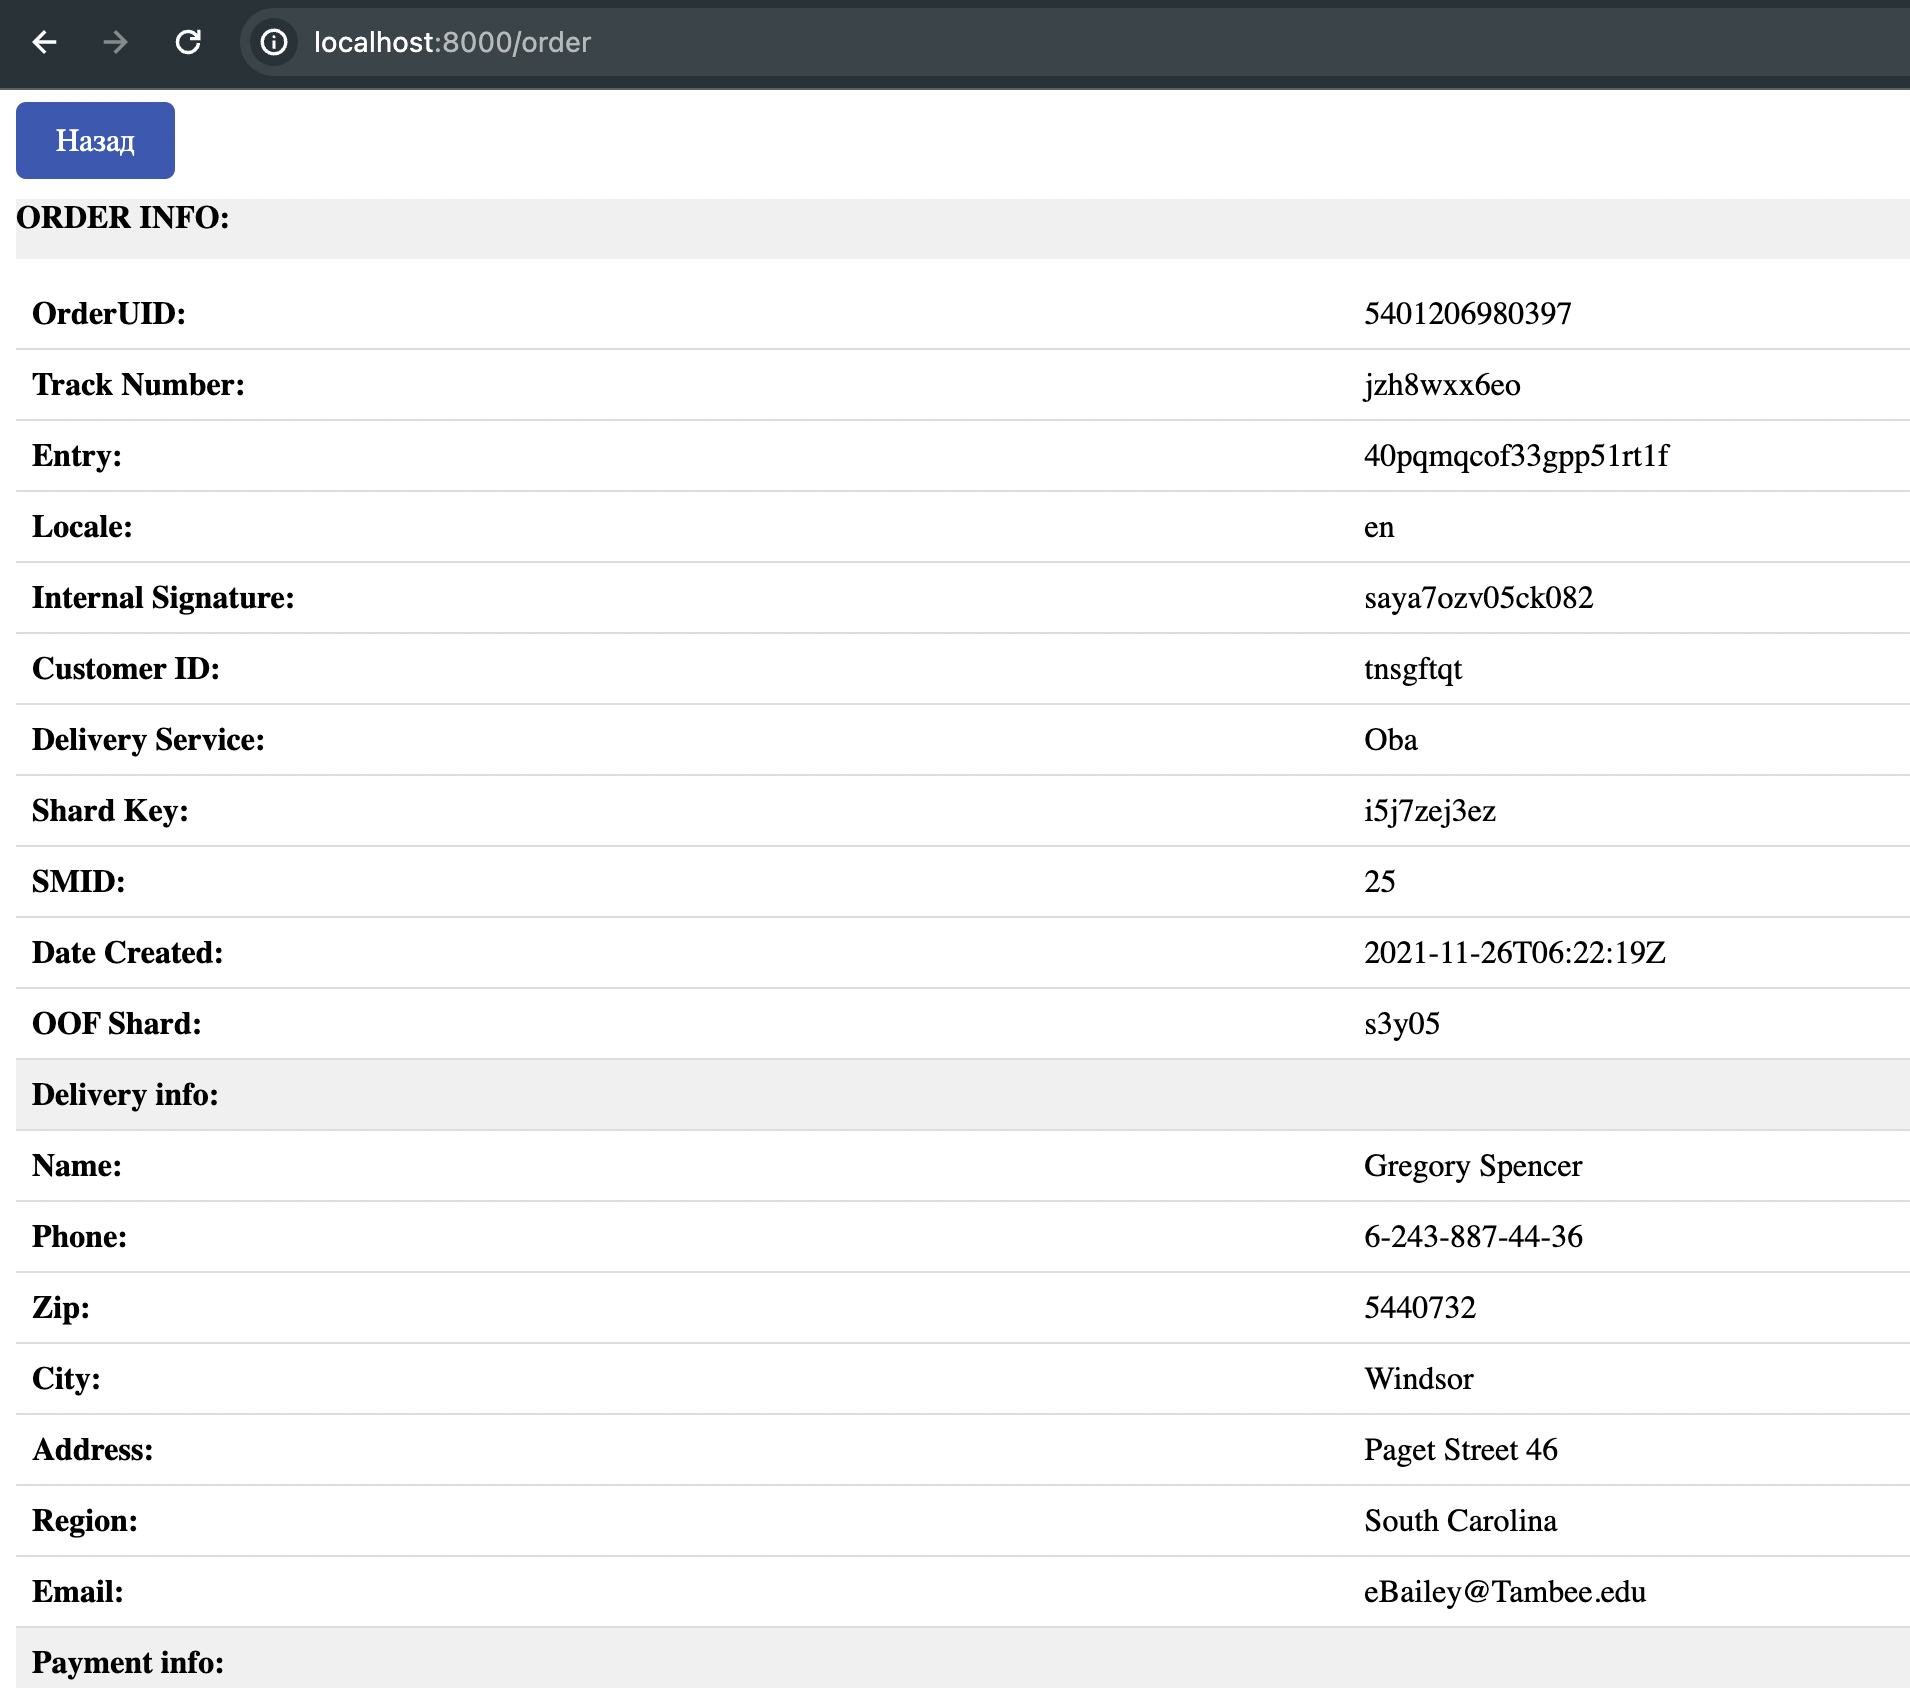 localhost:8000/order
Назад
ORDER INFO:
OrderUID: 5401206980397
Track Number: jzh8wxx6eo
Entry: 40pqmqcof33gpp51rt1f
Locale: en
Internal Signature: saya7ozv05ck082
Customer ID: tnsgftqt
Delivery Service: Oba
Shard Key: i5j7zej3ez
SMID: 25
Date Created: 2021-11-26T06:22:19Z
OOF Shard: s3y05
Delivery info:
Name: Gregory Spencer
Phone: 6-243-887-44-36
Zip: 5440732
City: Windsor
Address: Paget Street 46
Region: South Carolina
Email: eBailey@Tambee.edu
Payment info: